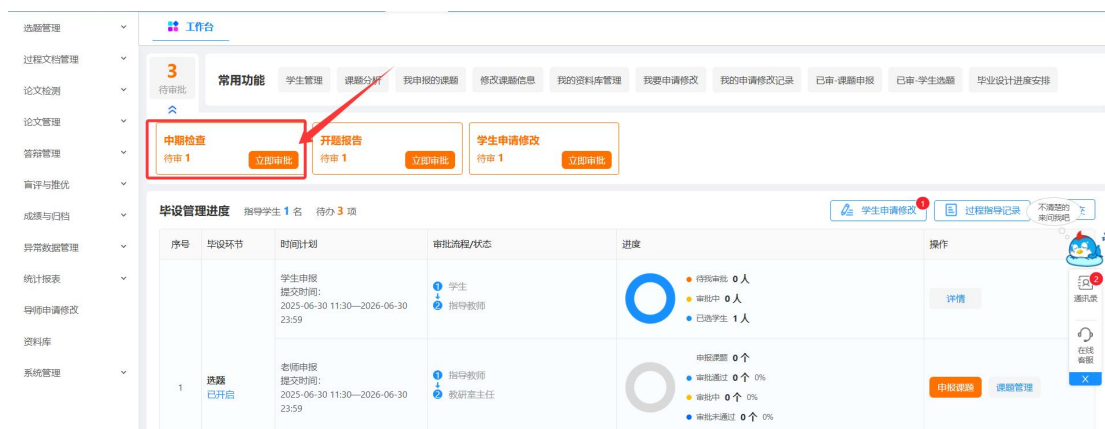 选题管理
过程文档管理
论文检测
论文管理
答辩管理
盲评与推优
成绩与归档
异常数据管理
统计报表
导师申请修改
资料库
系统管理
工作台
3
待审批
常用功能 学生管理 课题分析 我申报的课题 修改课题信息 我的资料库管理 我要申请修改 我的申请修改记录 已审-课题申报 已审-学生选题 毕业设计进度安排
中期检查
待审 1 立即审批
开题报告
待审 1 立即审批
学生申请修改
待审 1 立即审批
毕设管理进度 指导学生 1 名 待办 3 项
学生申请修改 1
过程指导记录
不清楚的
来问我吧
序号 毕设环节 时间计划 审批流程/状态 进度 操作
1
选题
已开启
学生申报
提交时间:
2025-06-30 11:30—2026-06-30
23:59
1 学生
2 指导教师
待我审批 0 人
审批中 0 人
已选学生 1 人
详情
老师申报
提交时间:
2025-06-30 11:30—2026-06-30
23:59
1 指导教师
2 教研室主任
申报课题 0 个
审批通过 0 个 0%
审批中 0 个 0%
审批未通过 0 个 0%
申报课题 课题管理
2
通讯录
在线
客服
X